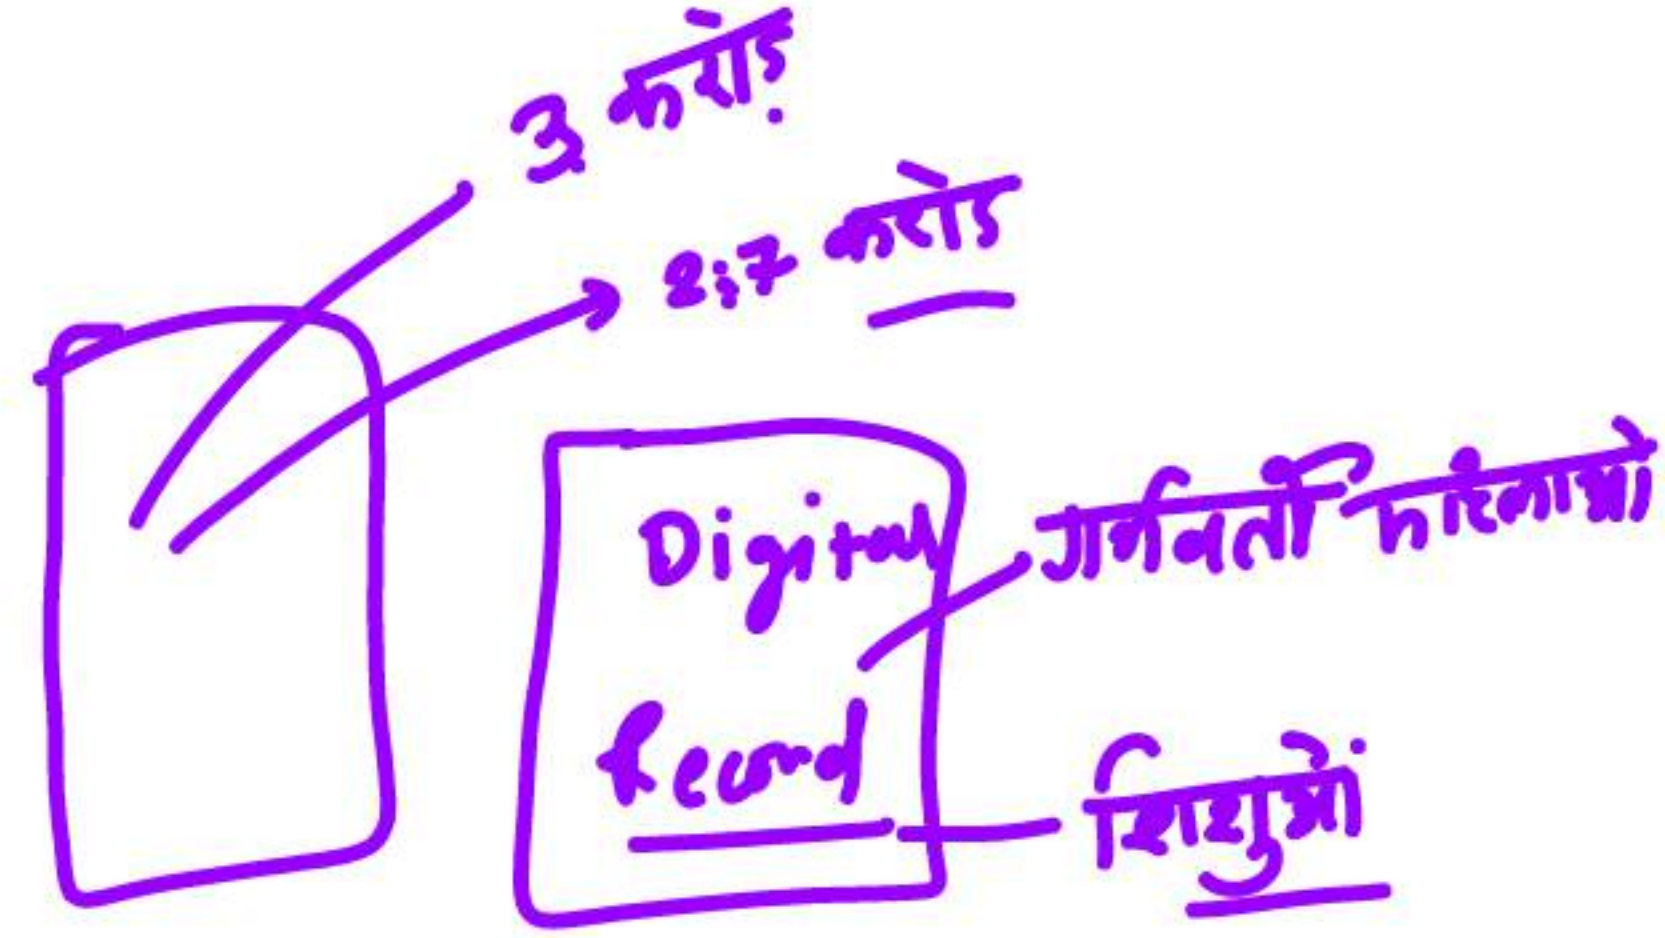 3 करोड़
2.7 करोड
Digital
Record
गर्भवती महिलाओ
शिशुओं